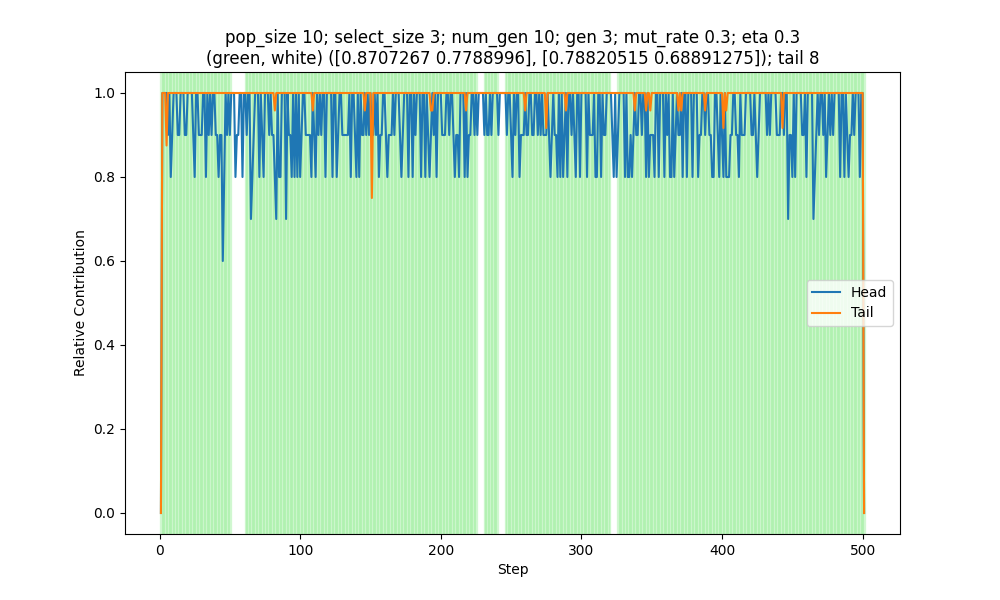 pop_size 10; select_size 3; num_gen 10; gen 3; mut_rate 0.3; eta 0.3
(green, white) ([0.8707267 0.7788996], [0.78820515 0.68891275]); tail 8
1.0
0.8
0.6
0.4
0.2
0.0
Relative Contribution
Head
Tail
0
100
200
300
400
500
Step